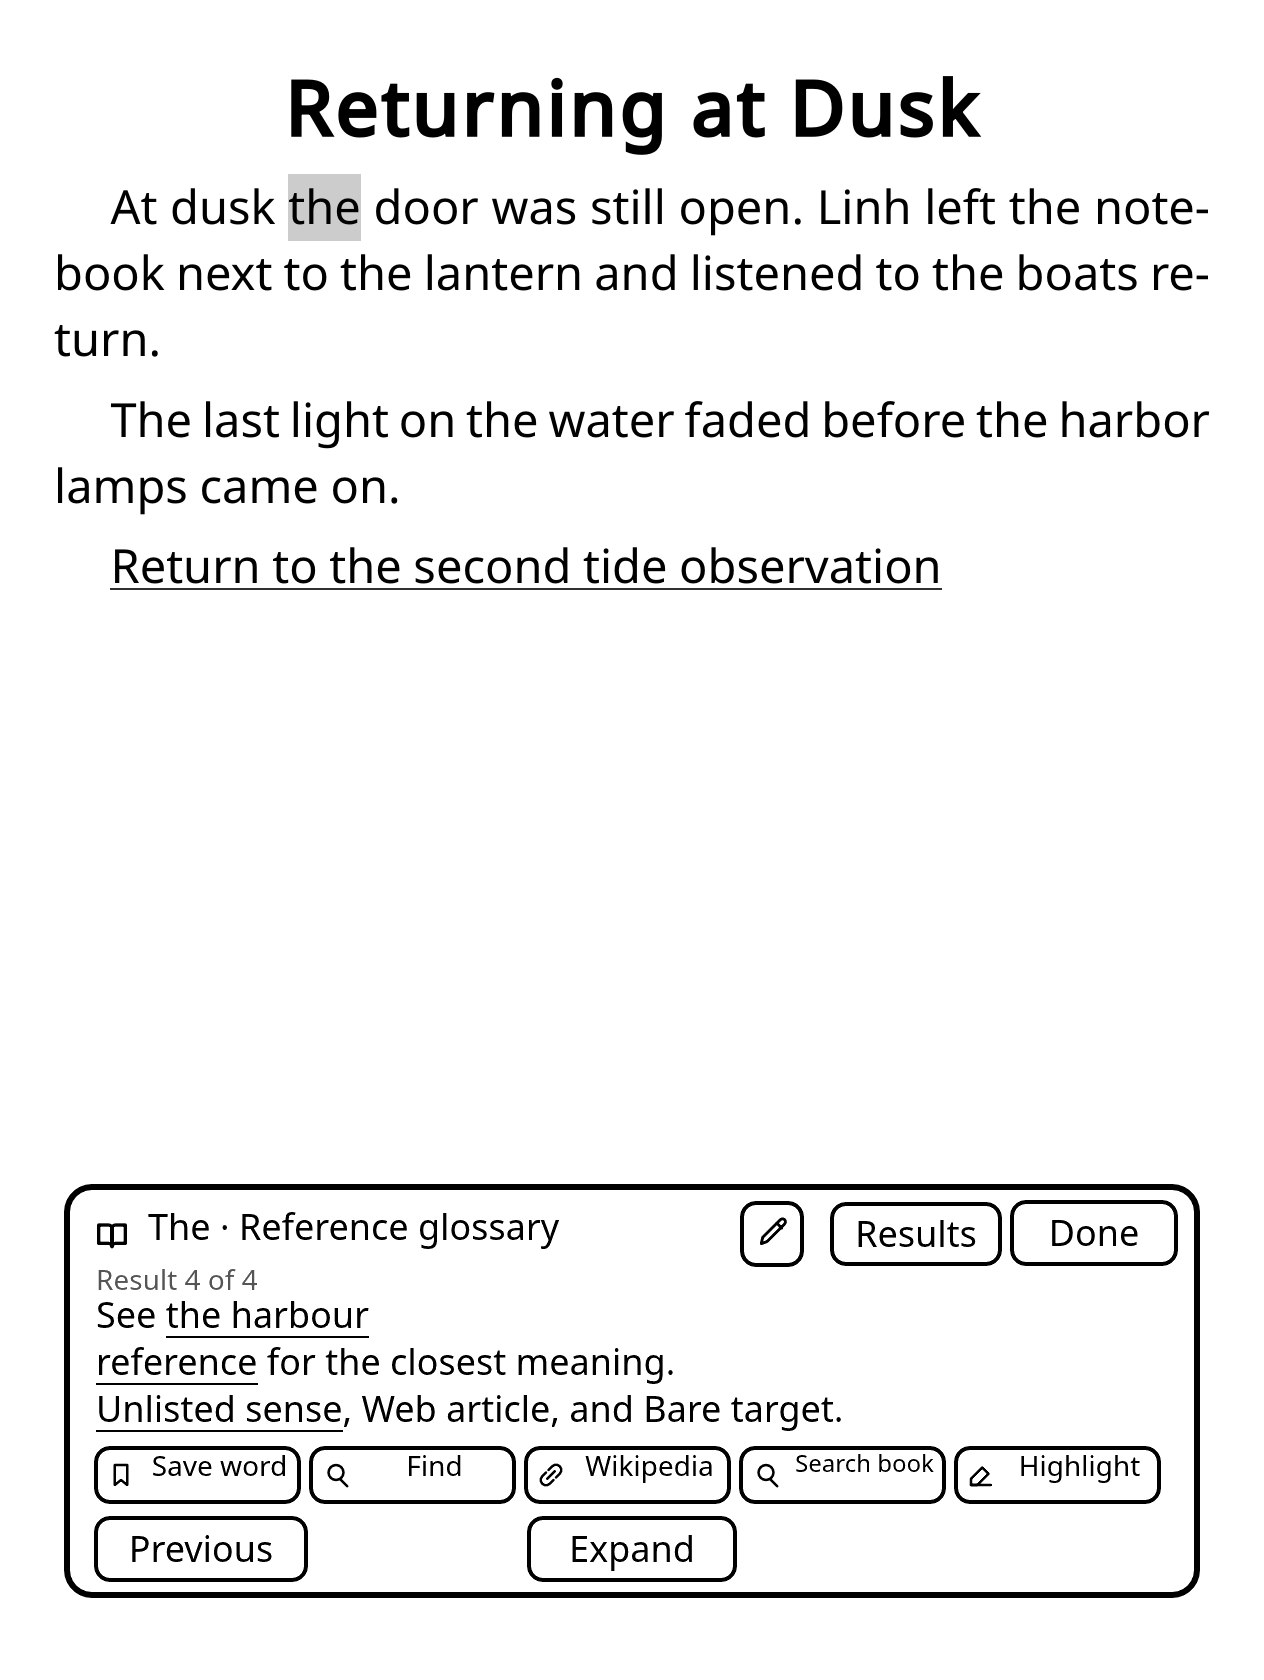 Returning at Dusk
At dusk the door was still open. Linh left the note-
book next to the lantern and listened to the boats re-
turn.
The last light on the water faded before the harbor
lamps came on.
Return to the second tide observation
The · Reference glossary
Results
Done
Result 4 of 4
See the harbour
reference for the closest meaning.
Unlisted sense, Web article, and Bare target.
Save word
Find
Wikipedia
Search book
Highlight
Previous
Expand